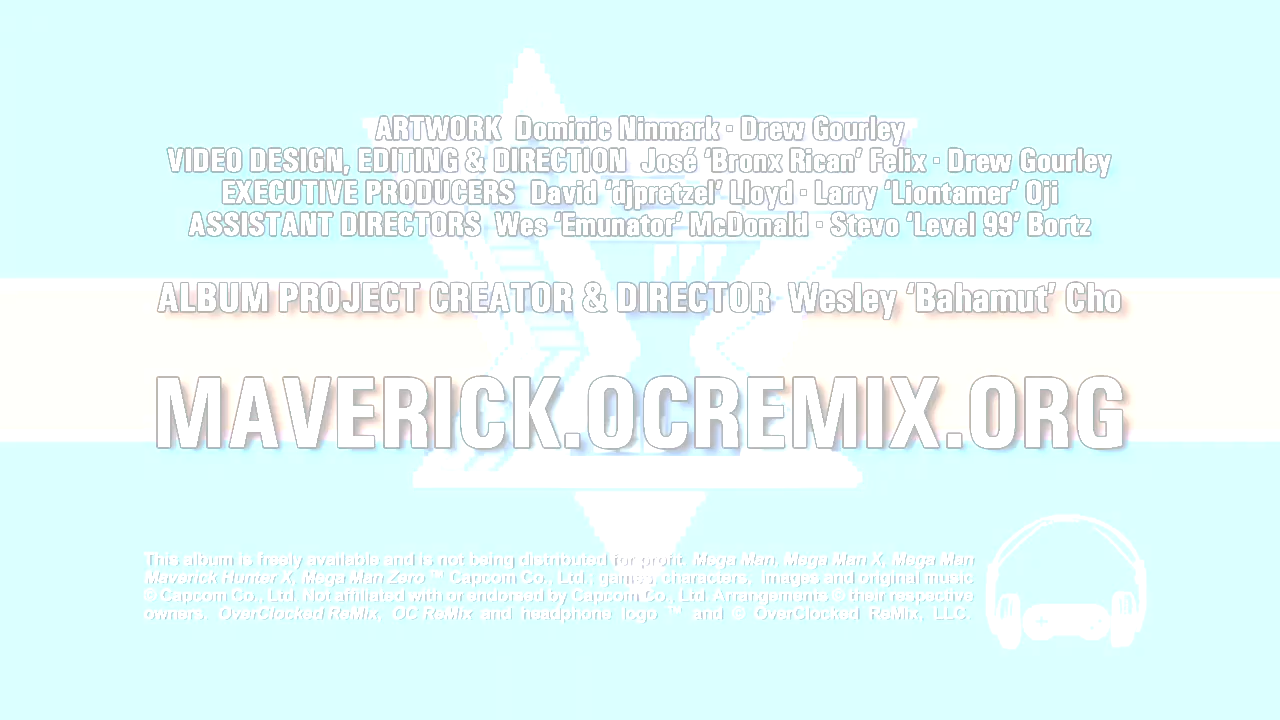 ARTWORK Dominic Ninmark · Drew Gourley
VIDEO DESIGN, EDITING & DIRECTION José ‘Bronx Rican’ Felix · Drew Gourley
EXECUTIVE PRODUCERS David ‘djpretzel’ Lloyd · Larry ‘Liontamer’ Oji
ASSISTANT DIRECTORS Wes ‘Emunator’ McDonald · Stevo ‘Level 99’ Bortz
ALBUM PROJECT CREATOR & DIRECTOR Wesley ‘Bahamut’ Cho
MAVERICK.OCREMIX.ORG
This album is freely available and is not being distributed for profit. Mega Man, Mega Man X, Mega Man
Maverick Hunter X, Mega Man Zero ™ Capcom Co., Ltd.; games, characters, images and original music
© Capcom Co., Ltd. Not affiliated with or endorsed by Capcom Co., Ltd. Arrangements © their respective
owners. OverClocked ReMix, OC ReMix and headphone logo ™ and © OverClocked ReMix, LLC.